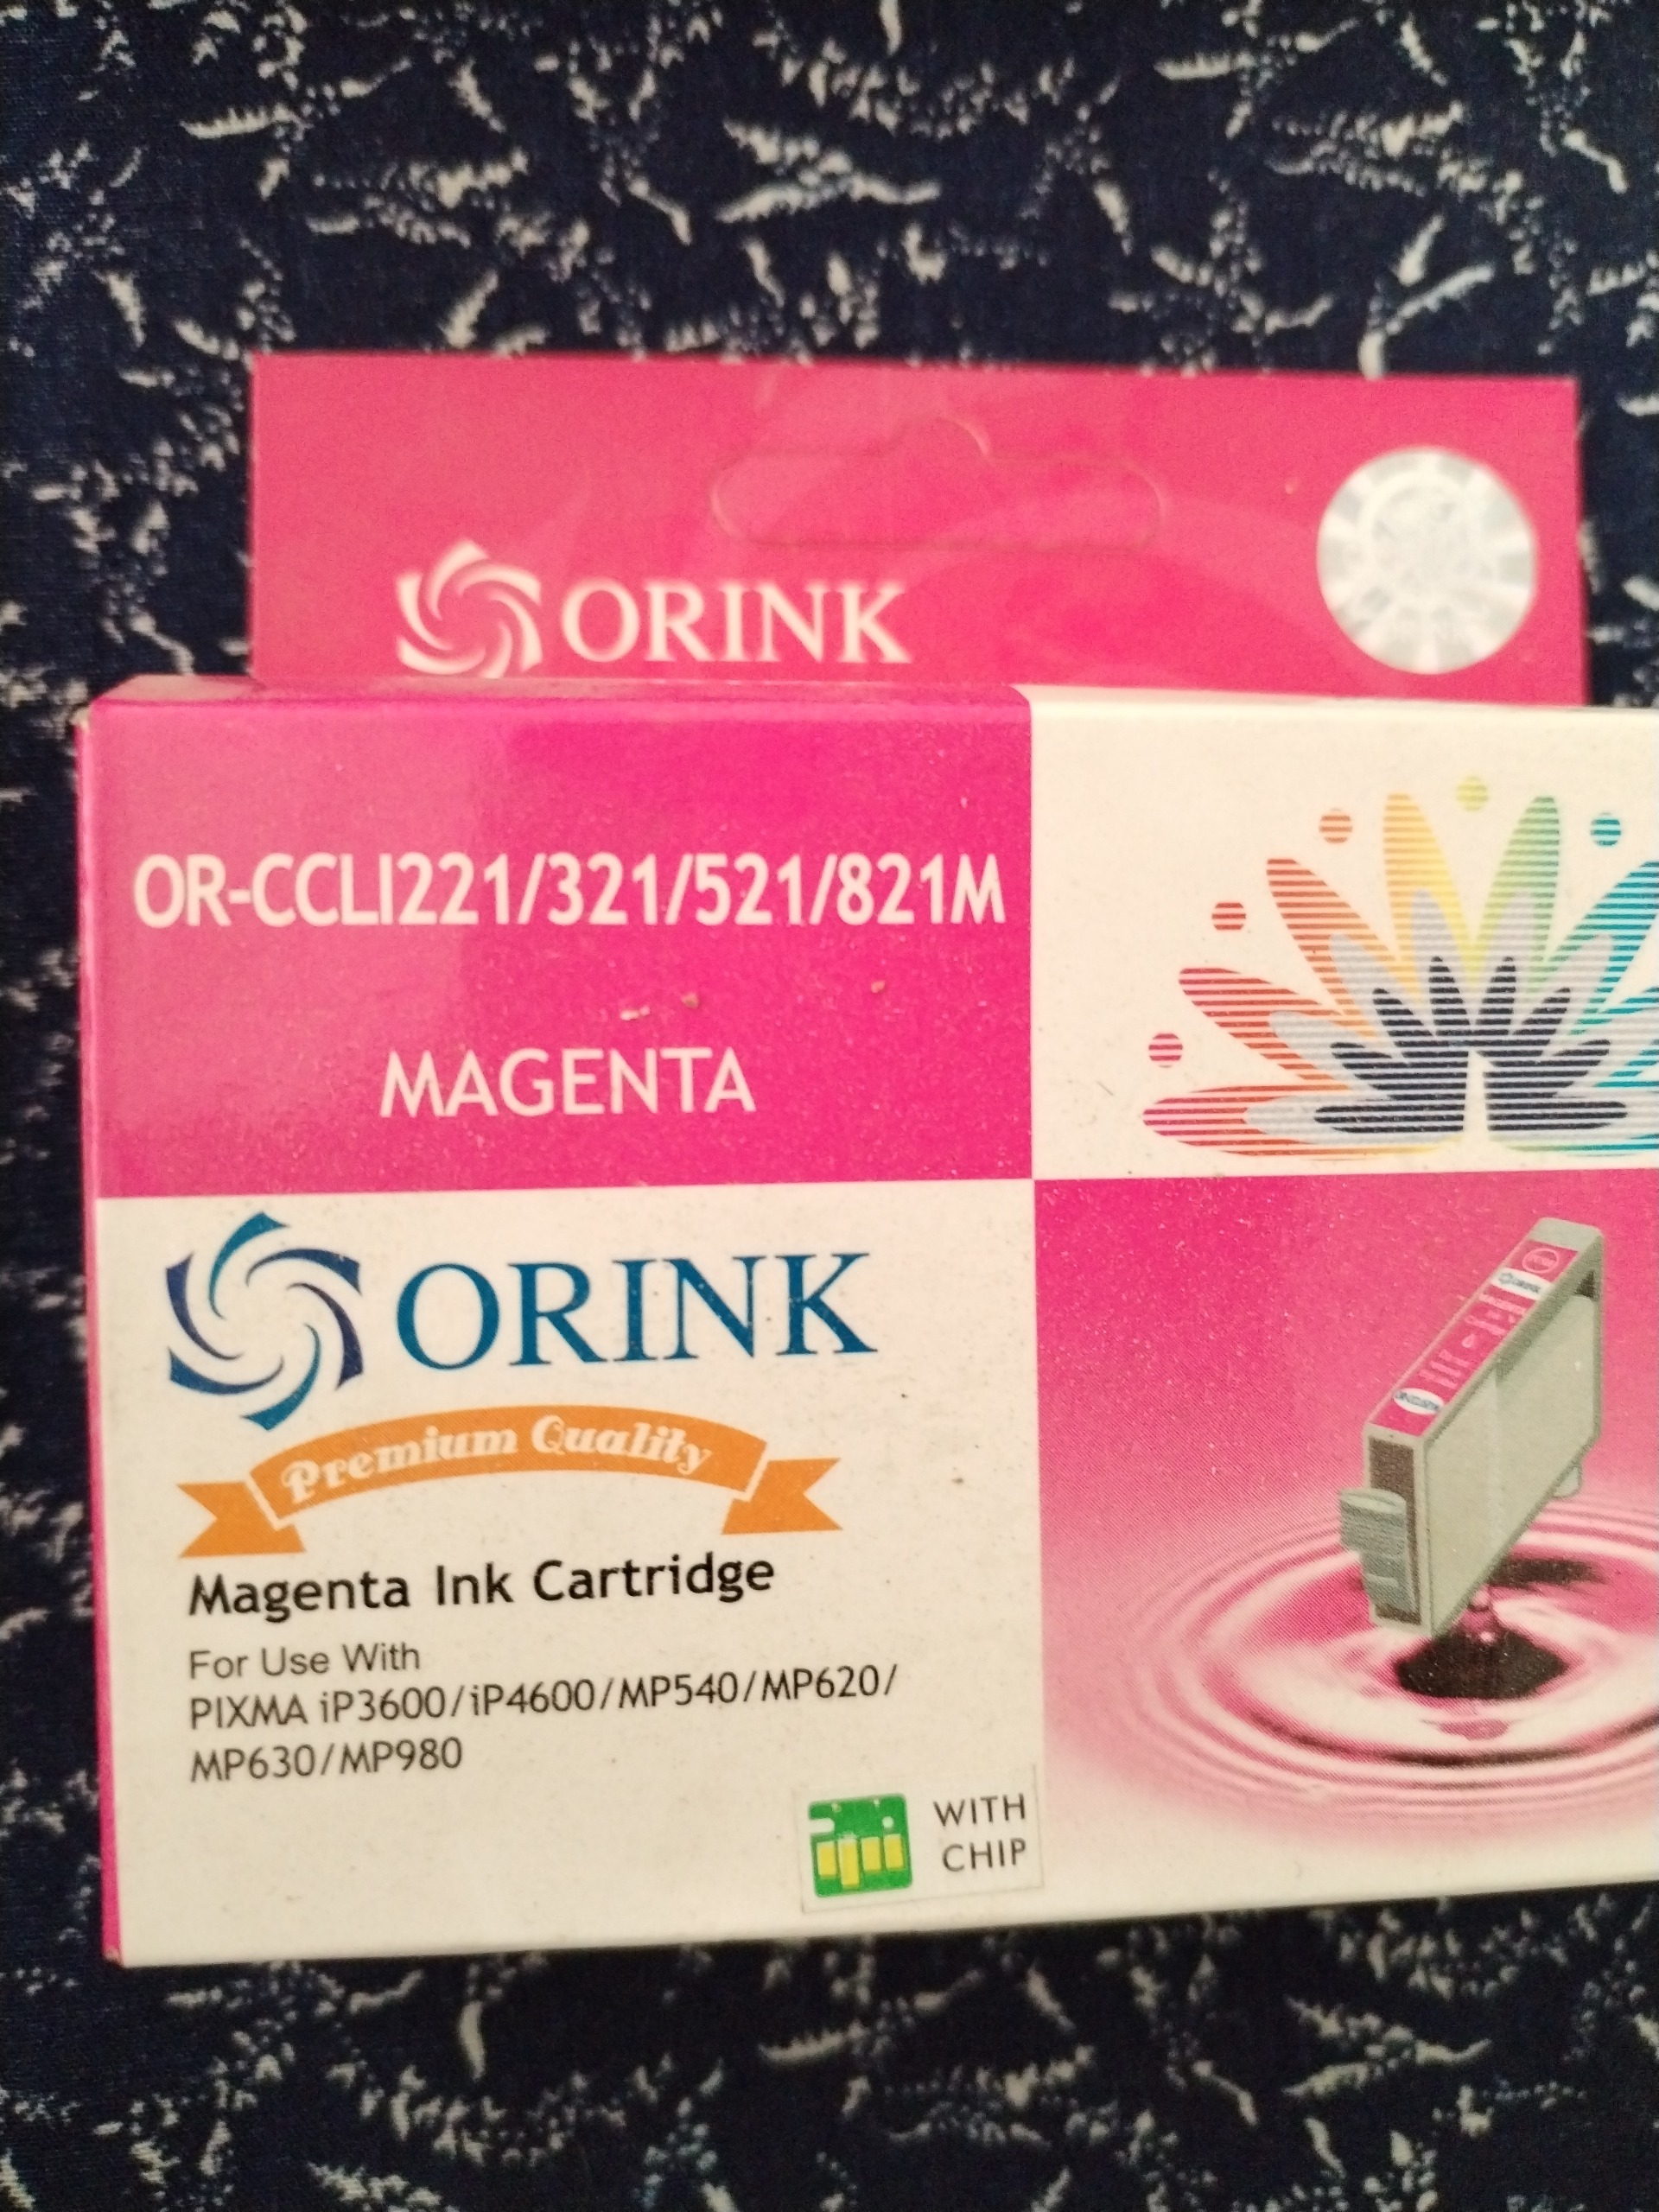 ORINK
OR-CCLI221/321/521/821M
MAGENTA
ORINK
Premium Quality
Magenta Ink Cartridge
For Use With
PIXMA iP3600/iP4600/MP540/MP620/
MP630/MP980
WITH
CHIP